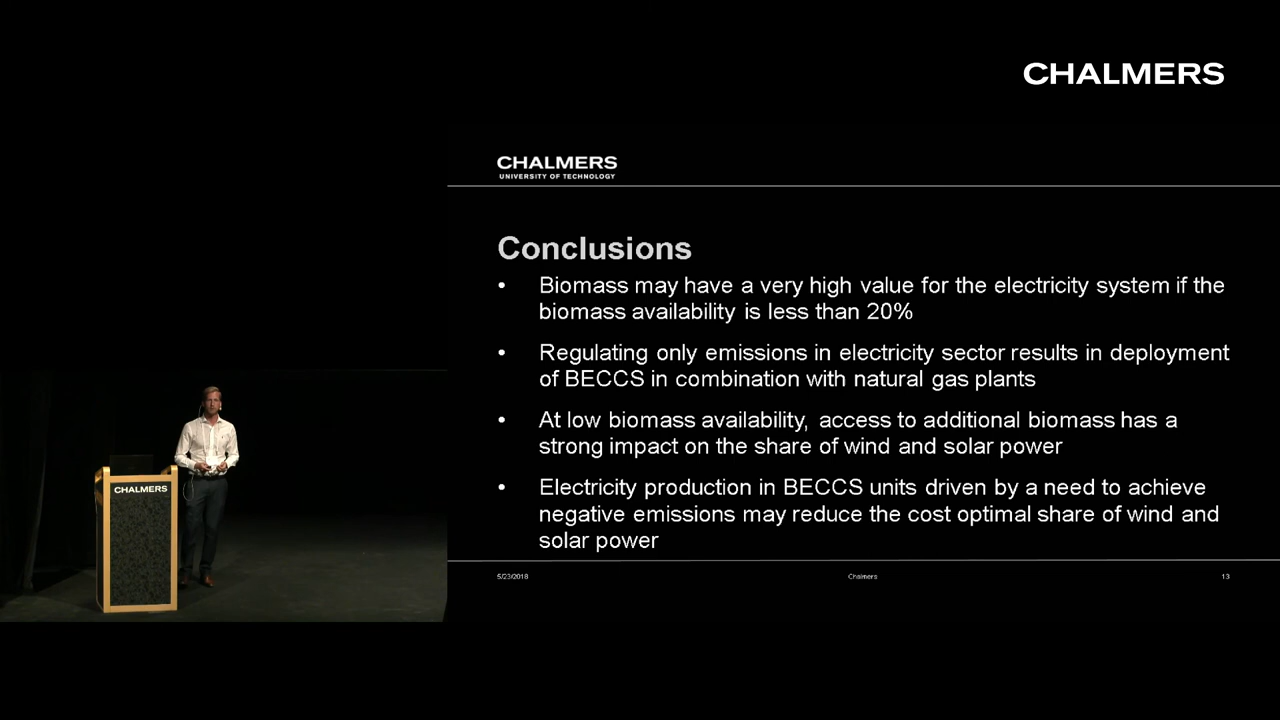 CHALMERS
CHALMERS
UNIVERSITY OF TECHNOLOGY
Conclusions
• Biomass may have a very high value for the electricity system if the
biomass availability is less than 20%
• Regulating only emissions in electricity sector results in deployment
of BECCS in combination with natural gas plants
• At low biomass availability, access to additional biomass has a
strong impact on the share of wind and solar power
• Electricity production in BECCS units driven by a need to achieve
negative emissions may reduce the cost optimal share of wind and
solar power
5/23/2018 Chalmers 13
CHALMERS